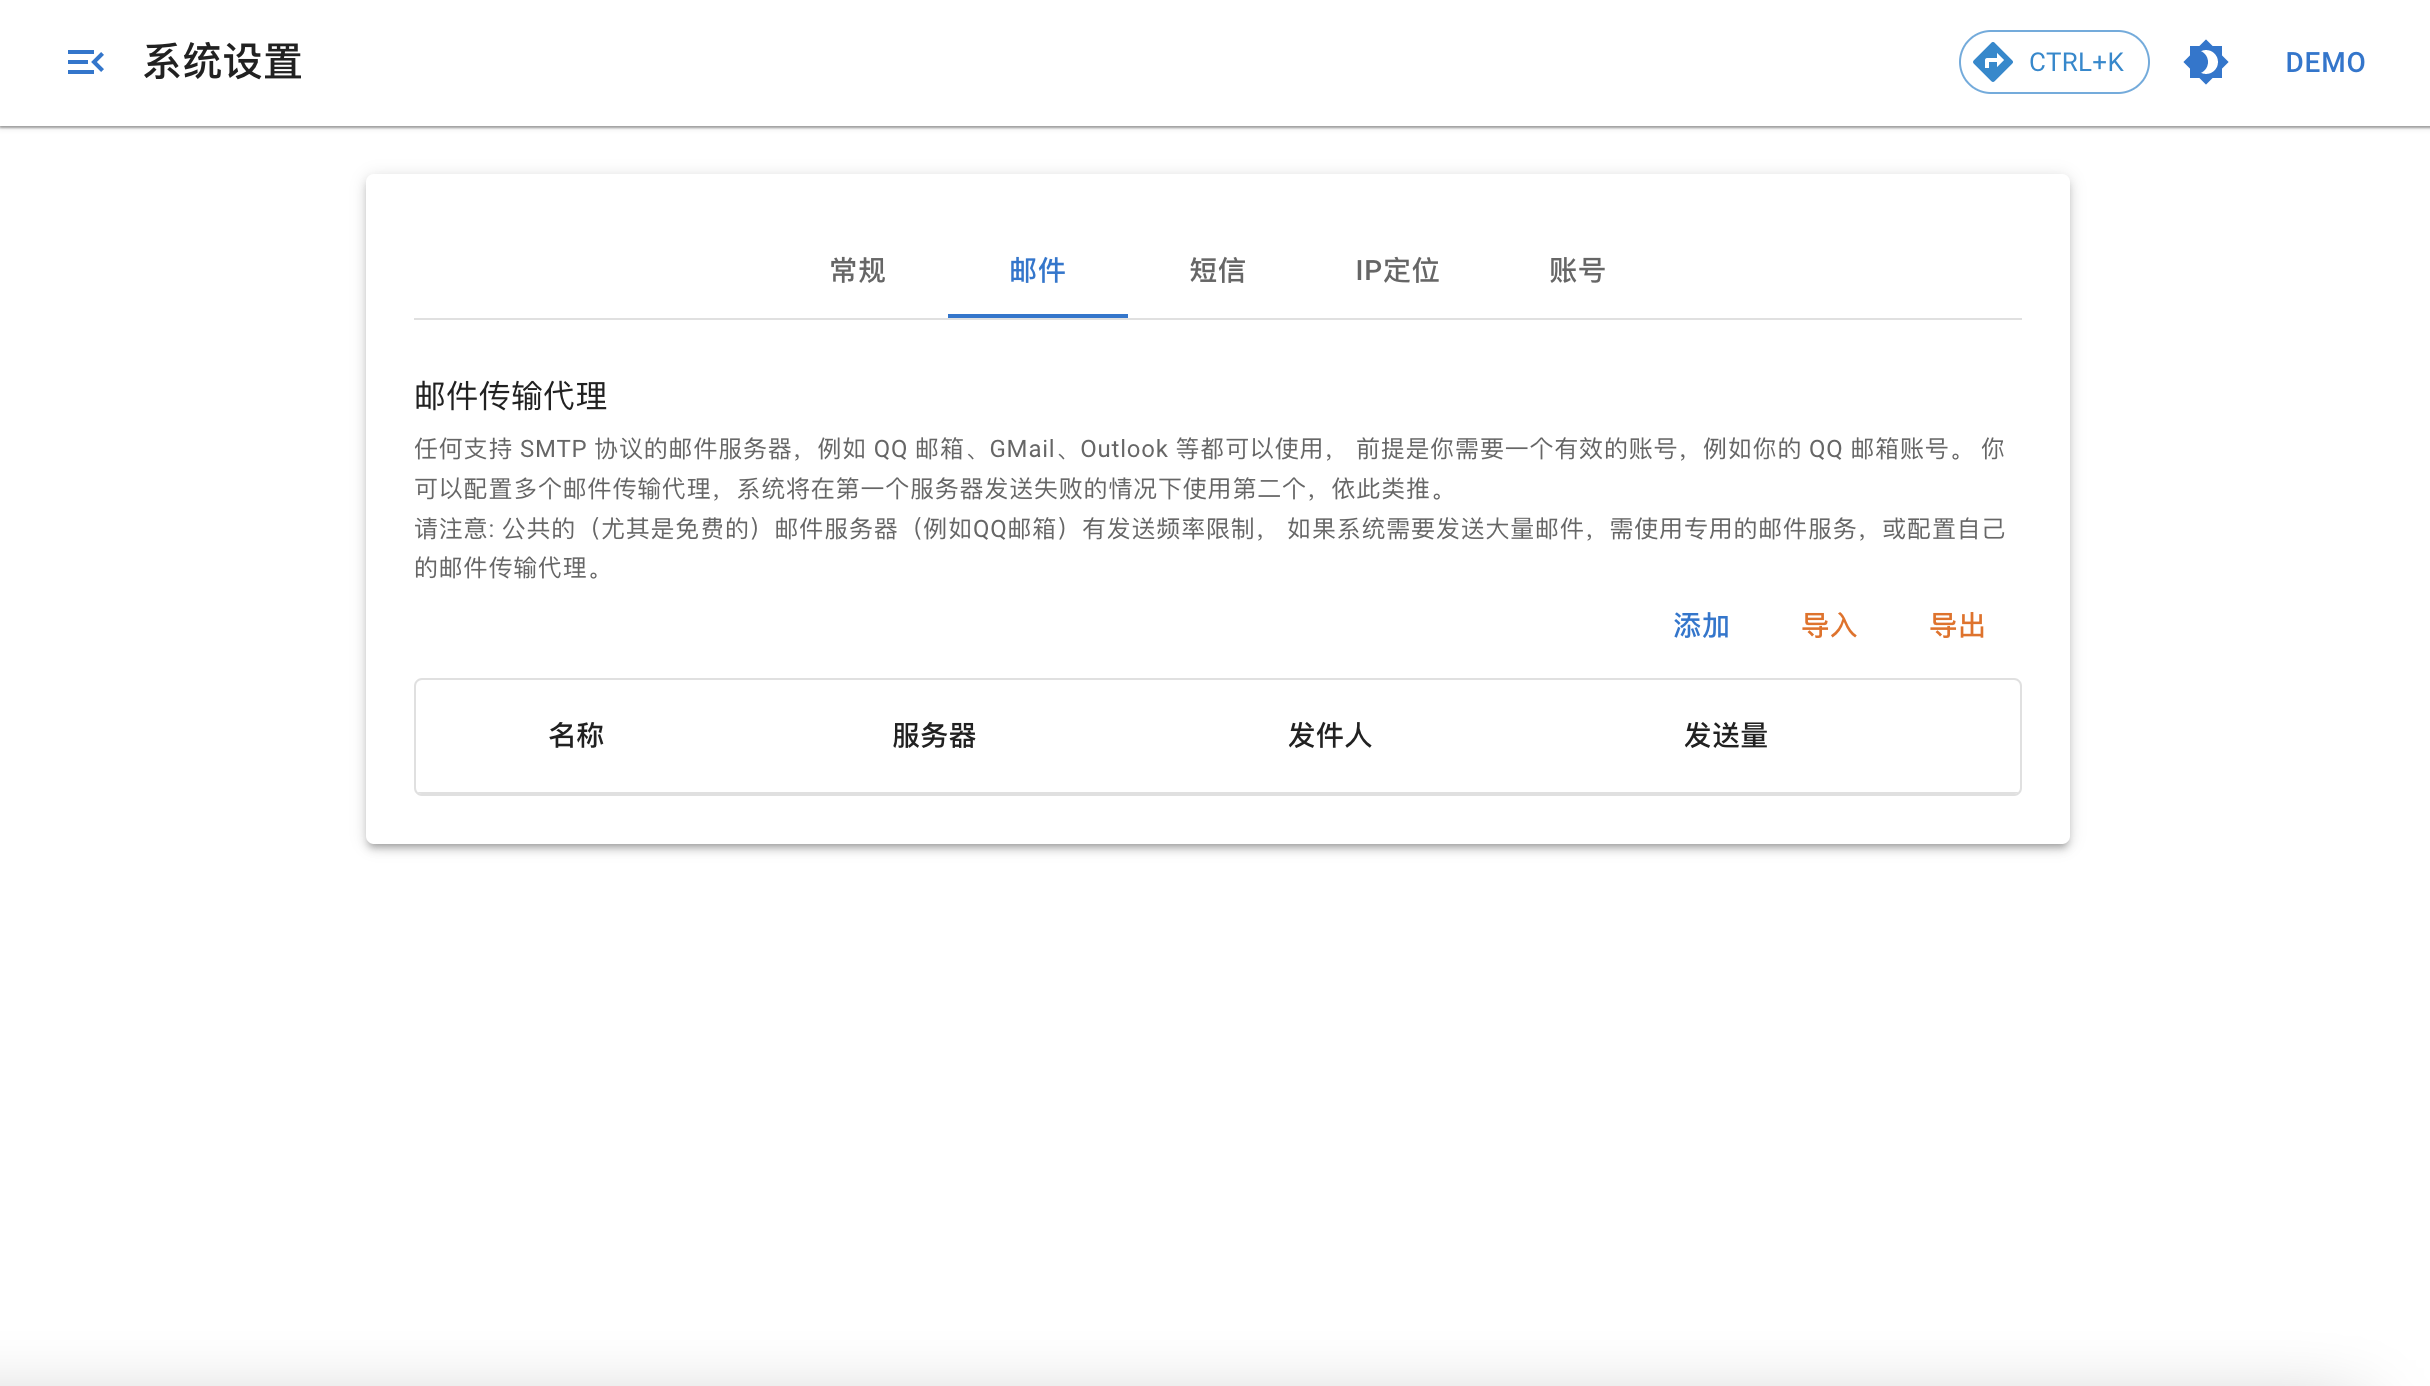 系统设置
CTRL+K
DEMO
常规
邮件
短信
IP定位
账号
邮件传输代理
任何支持 SMTP 协议的邮件服务器，例如 QQ 邮箱、GMail、Outlook 等都可以使用， 前提是你需要一个有效的账号，例如你的 QQ 邮箱账号。 你
可以配置多个邮件传输代理，系统将在第一个服务器发送失败的情况下使用第二个，依此类推。
请注意: 公共的（尤其是免费的）邮件服务器（例如QQ邮箱）有发送频率限制， 如果系统需要发送大量邮件，需使用专用的邮件服务，或配置自己
的邮件传输代理。
添加
导入
导出
名称
服务器
发件人
发送量